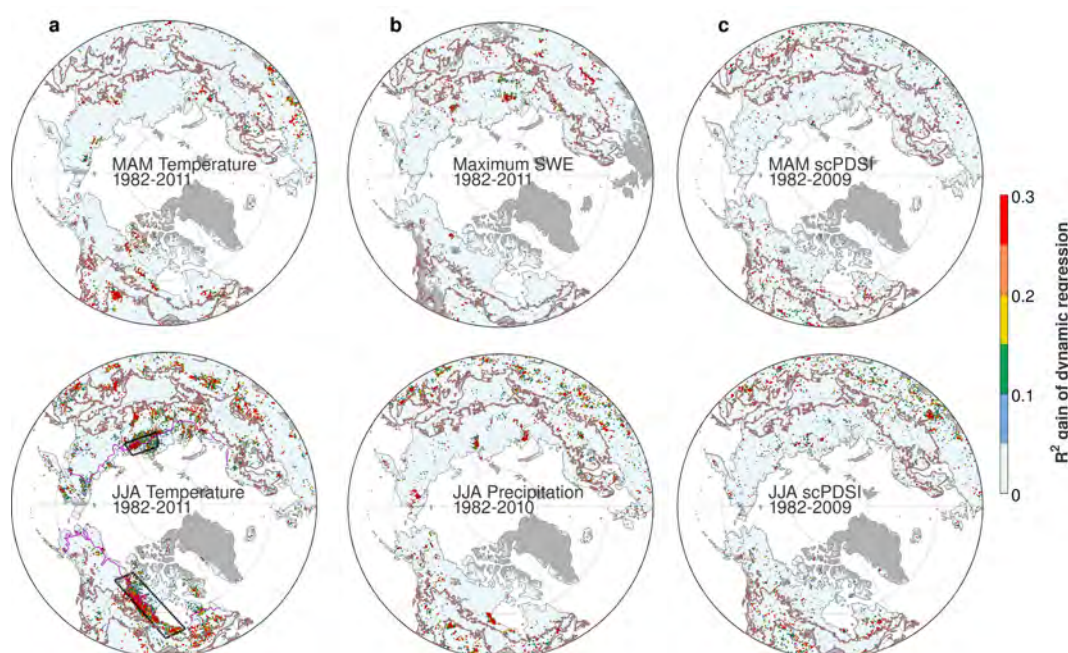 a
b
c
MAM Temperature
1982-2011
Maximum SWE
1982-2011
MAM scPDSI
1982-2009
JJA Temperature
1982-2011
JJA Precipitation
1982-2010
JJA scPDSI
1982-2009
0.3
0.2
0.1
0
R² gain of dynamic regression